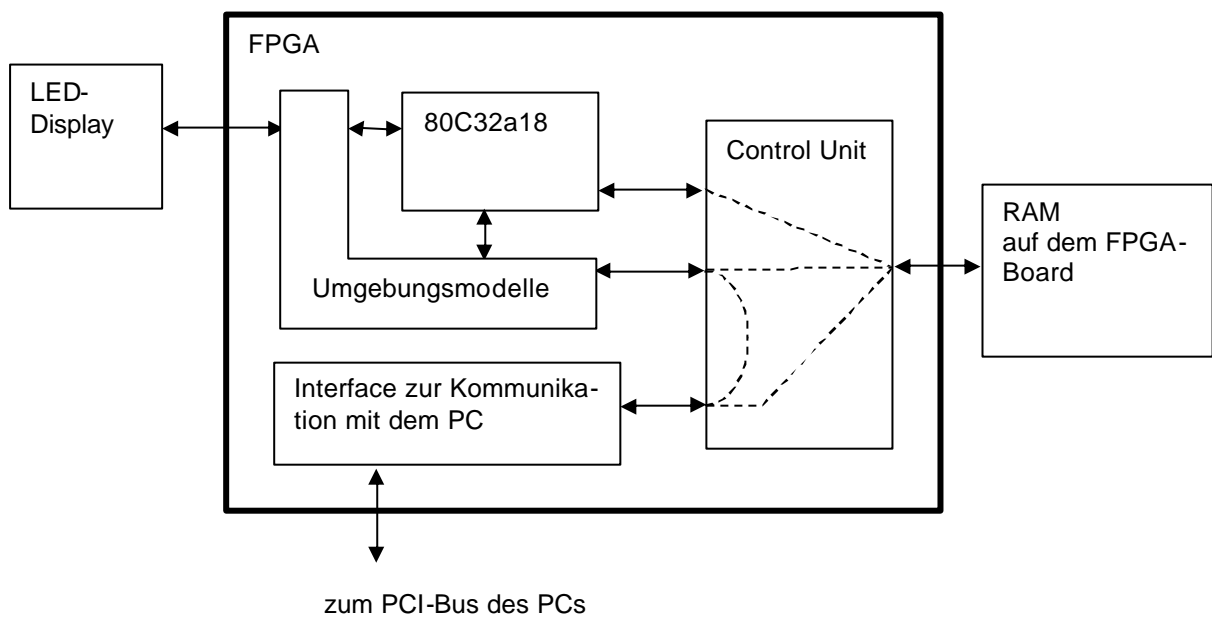 FPGA
LED-
Display
80C32a18
Control Unit
RAM
auf dem FPGA-
Board
Umgebungsmodelle
Interface zur Kommunika-
tion mit dem PC
zum PCI-Bus des PCs